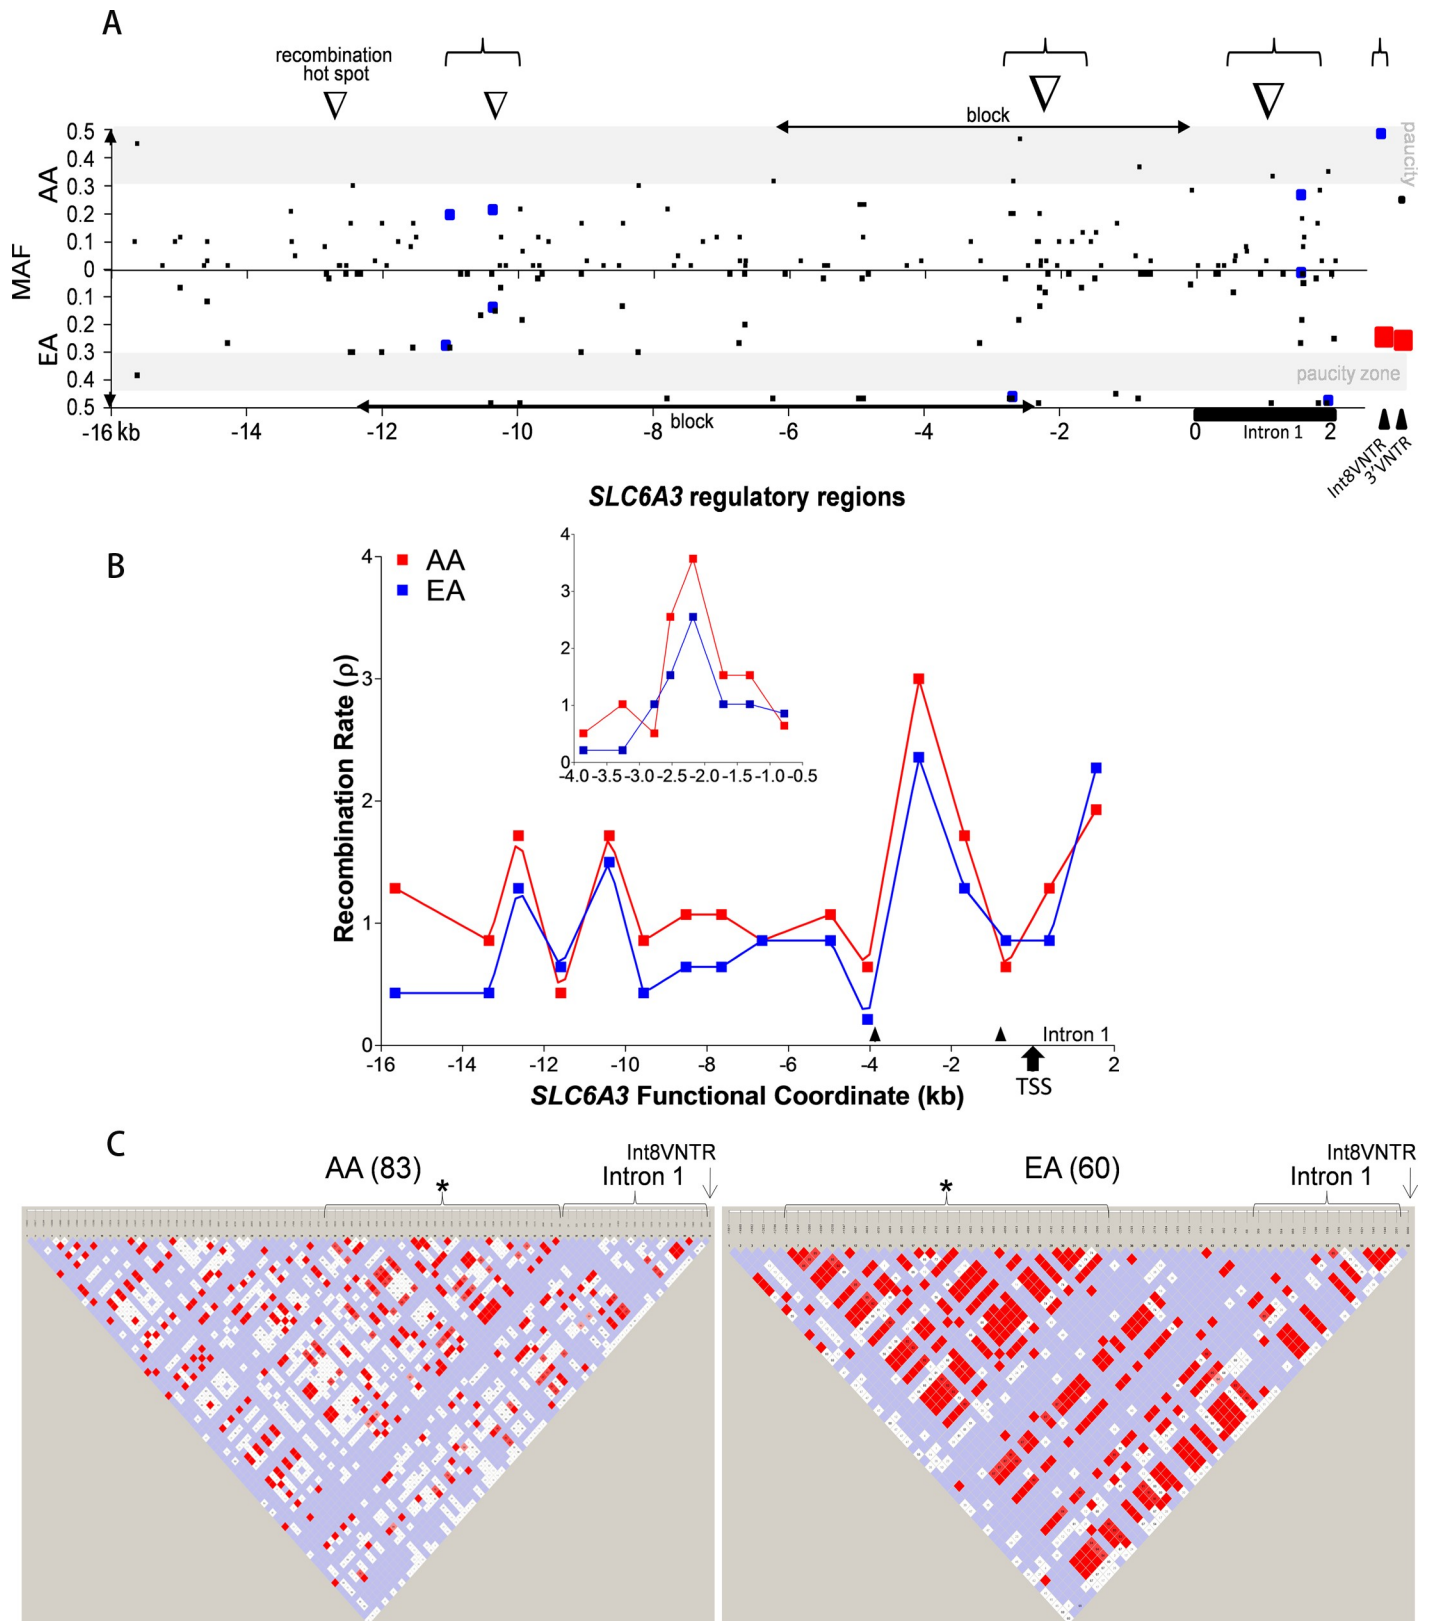 A
recombination
hot spot
block
0.5
0.4
0.3
0.2
0.1
0
0.1
0.2
0.3
0.4
0.5
AA
MAF
EA
paucity
paucity zone
block
-16 kb
-14
-12
-10
-8
-6
-4
-2
0
Intron 1
2
Int8VNTR
3'VNTR
SLC6A3 regulatory regions
B
AA
EA
4
3
2
1
0
Recombination Rate (ρ)
4
3
2
1
0
-4.0 -3.5 -3.0 -2.5 -2.0 -1.5 -1.0 -0.5
Intron 1
-16
-14
-12
-10
-8
-6
-4
-2
2
TSS
SLC6A3 Functional Coordinate (kb)
C
AA (83)
*
Int8VNTR
Intron 1
EA (60)
*
Int8VNTR
Intron 1